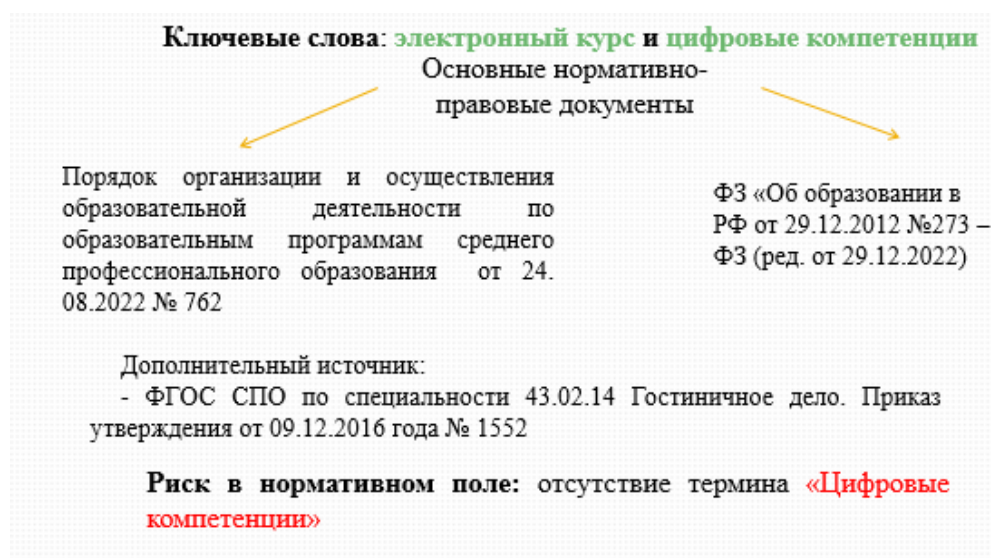 Ключевые слова: электронный курс и цифровые компетенции
Основные нормативно-
правовые документы
Порядок организации и осуществления
образовательной деятельности по
образовательным программам среднего
профессионального образования от 24.
08.2022 № 762
ФЗ «Об образовании в
РФ от 29.12.2012 №273 –
ФЗ (ред. от 29.12.2022)
Дополнительный источник:
- ФГОС СПО по специальности 43.02.14 Гостиничное дело. Приказ
утверждения от 09.12.2016 года № 1552
Риск в нормативном поле: отсутствие термина «Цифровые
компетенции»